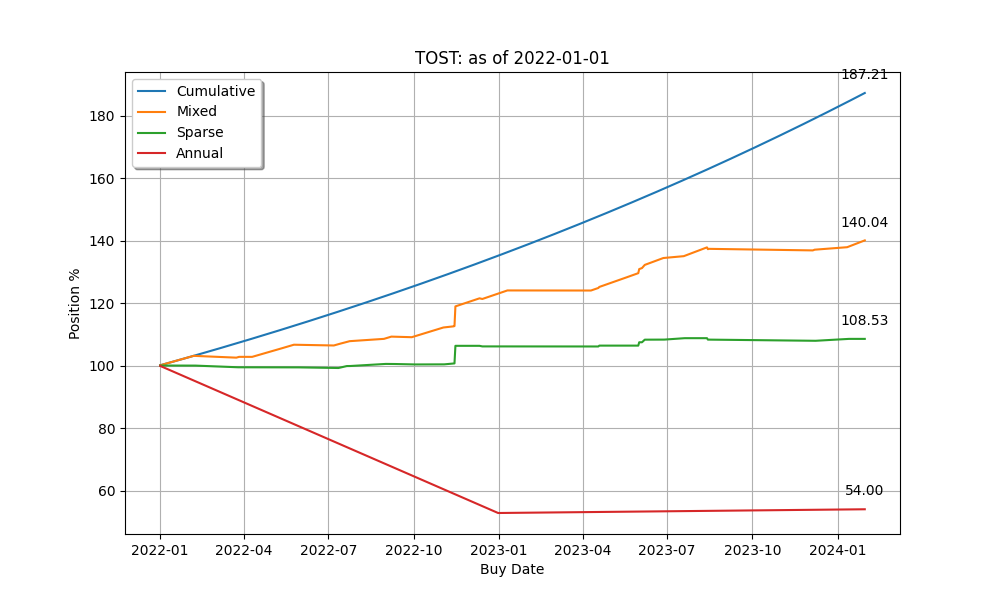 TOST: as of 2022-01-01
187.21
Cumulative
Mixed
Sparse
Annual
180
160
140
120
100
80
60
140.04
108.53
54.00
Position %
2022-01 2022-04 2022-07 2022-10 2023-01 2023-04 2023-07 2023-10 2024-01
Buy Date